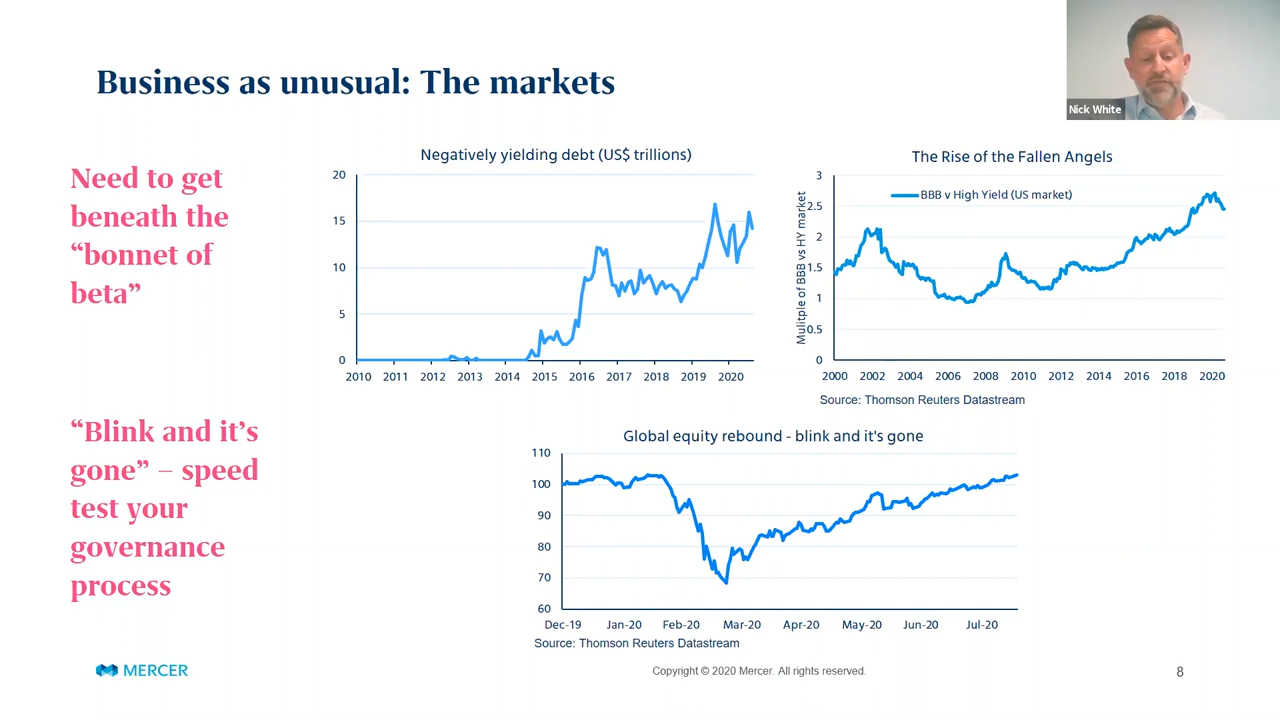 Business as unusual: The markets
Nick White
Need to get
beneath the
“bonnet of
beta”
“Blink and it’s
gone” – speed
test your
governance
process
Negatively yielding debt (US$ trillions)
20
15
10
5
0
2010 2011 2012 2013 2014 2015 2016 2017 2018 2019 2020
The Rise of the Fallen Angels
BBB v High Yield (US market)
Mulitple of BBB vs HY market
3
2.5
2
1.5
1
0.5
0
2000 2002 2004 2006 2008 2010 2012 2014 2016 2018 2020
Source: Thomson Reuters Datastream
Global equity rebound - blink and it's gone
110
100
90
80
70
60
Dec-19 Jan-20 Feb-20 Mar-20 Apr-20 May-20 Jun-20 Jul-20
Source: Thomson Reuters Datastream
MERCER
Copyright © 2020 Mercer. All rights reserved.
8